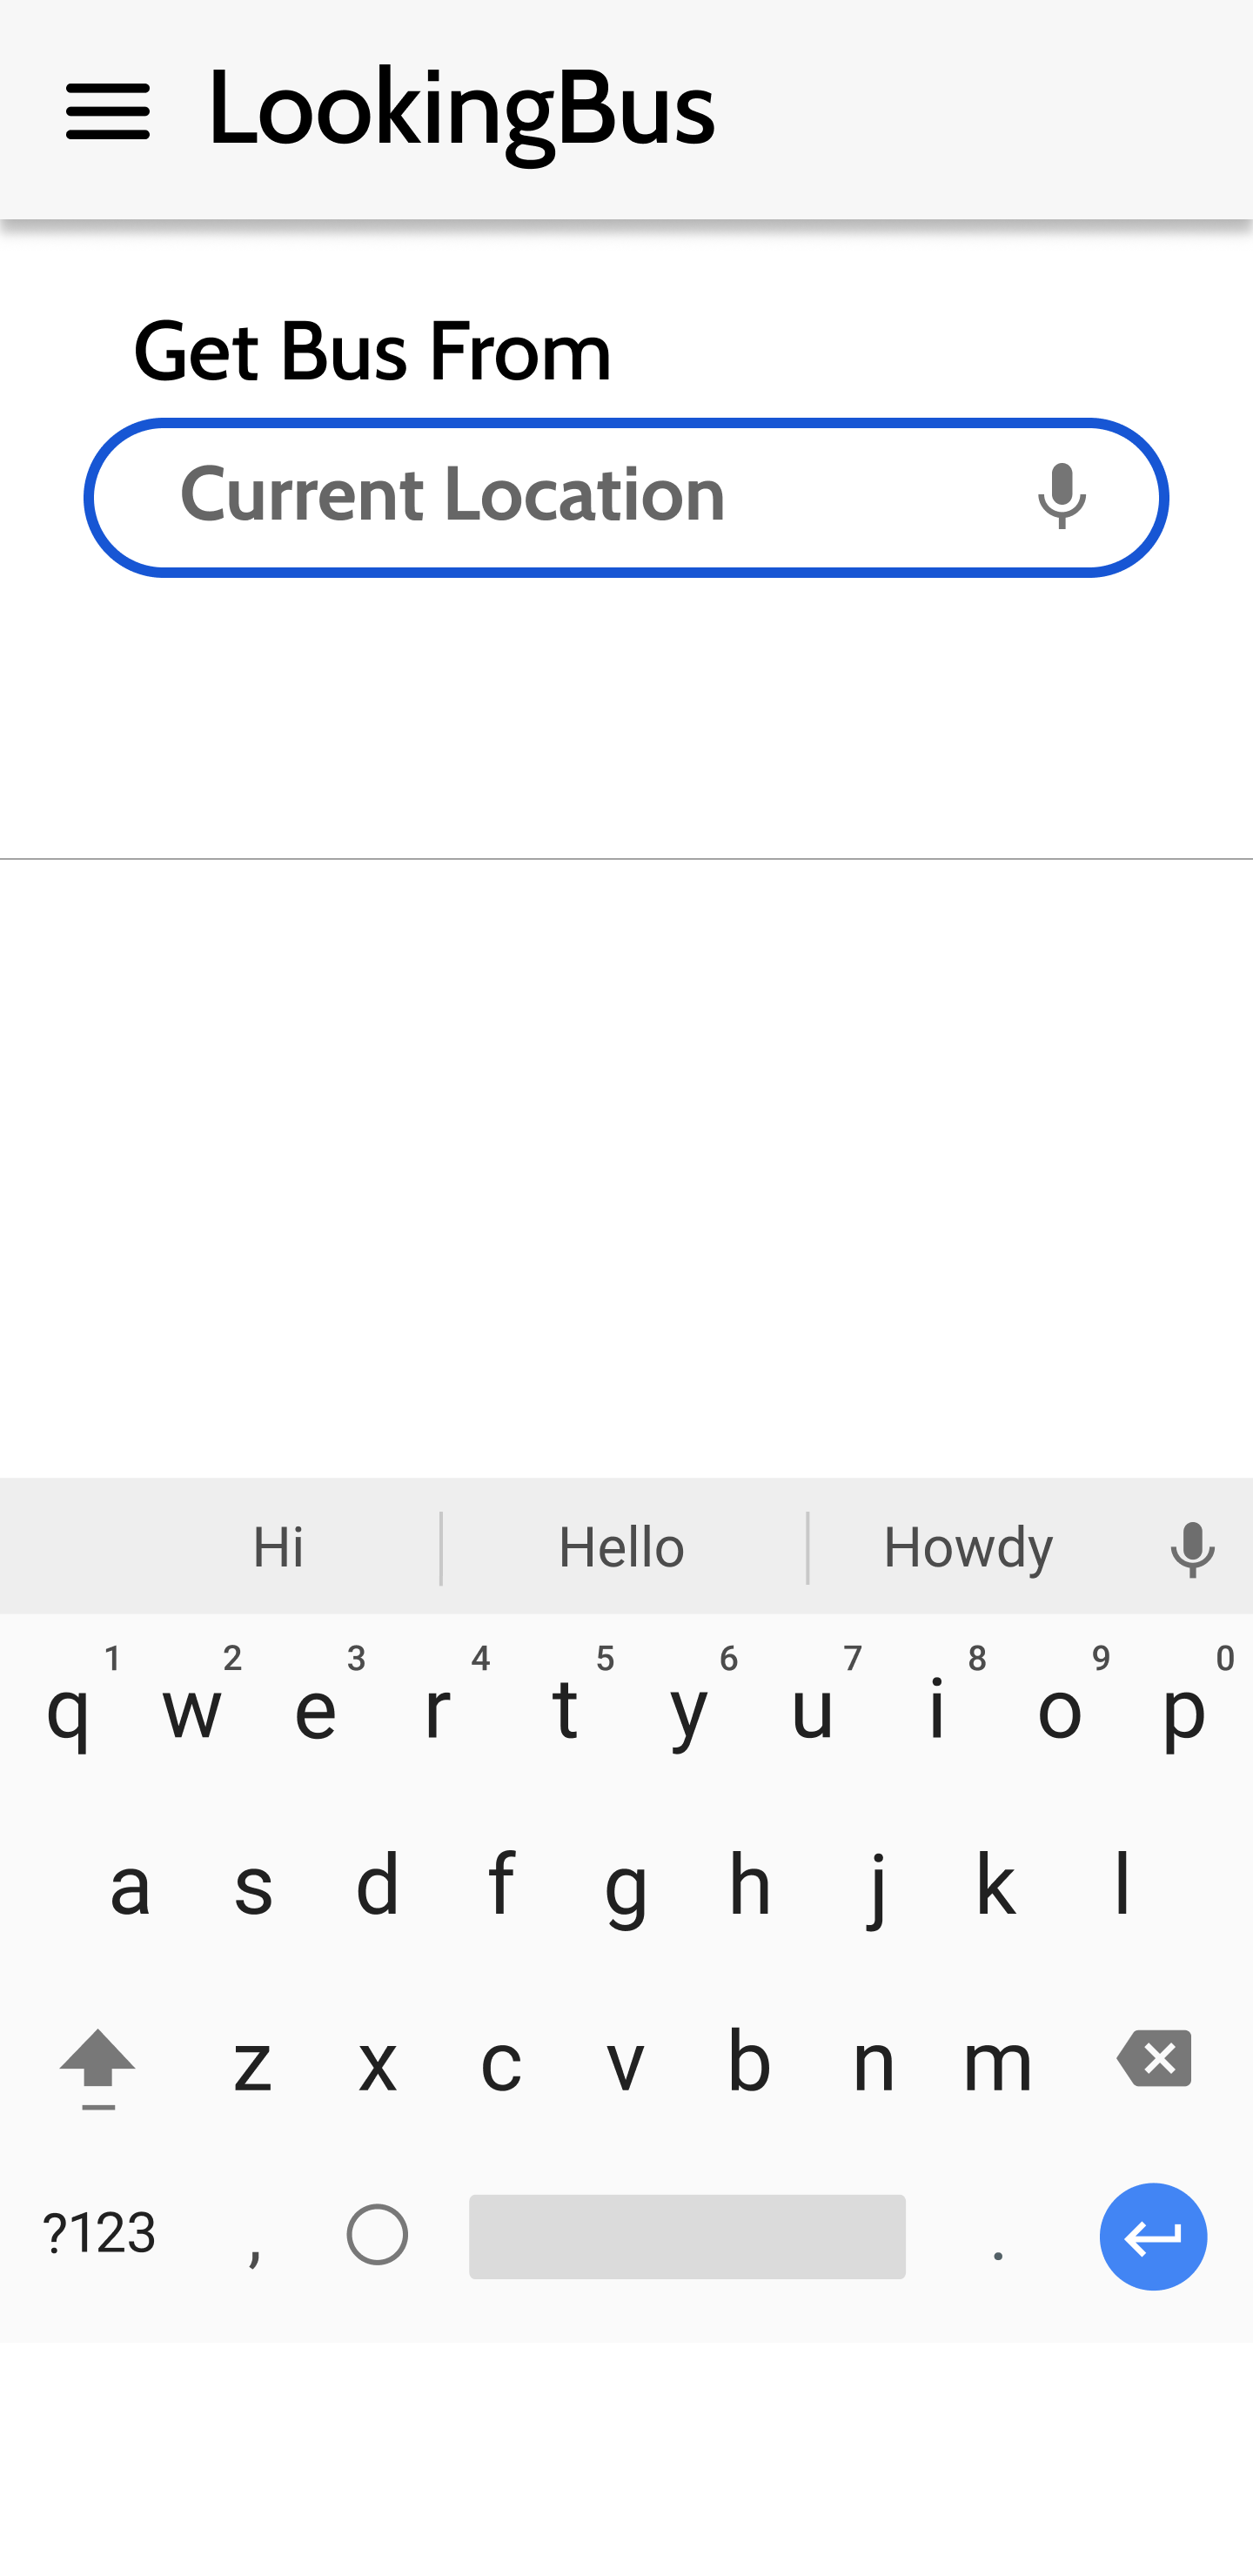 LookingBus
Get Bus From
Current Location
Hi Hello Howdy
1 2 3 4 5 6 7 8 9 0
q w e r t y u i o p
a s d f g h j k l
z x c v b n m
?123 , .